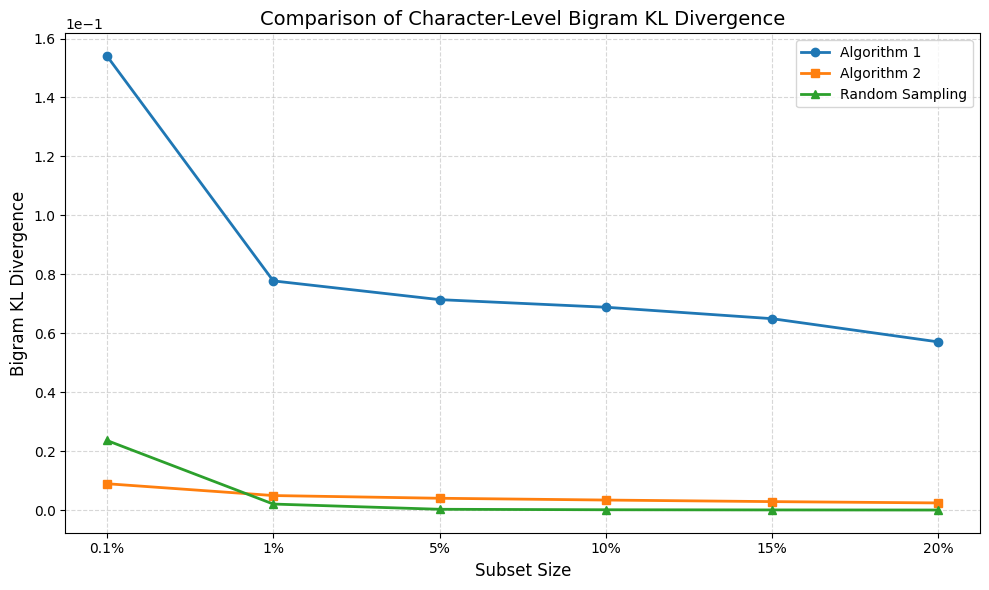 Comparison of Character-Level Bigram KL Divergence
1e−1
1.6
1.4
1.2
1.0
0.8
0.6
0.4
0.2
0.0
Bigram KL Divergence
Algorithm 1
Algorithm 2
Random Sampling
0.1% 1% 5% 10% 15% 20%
Subset Size